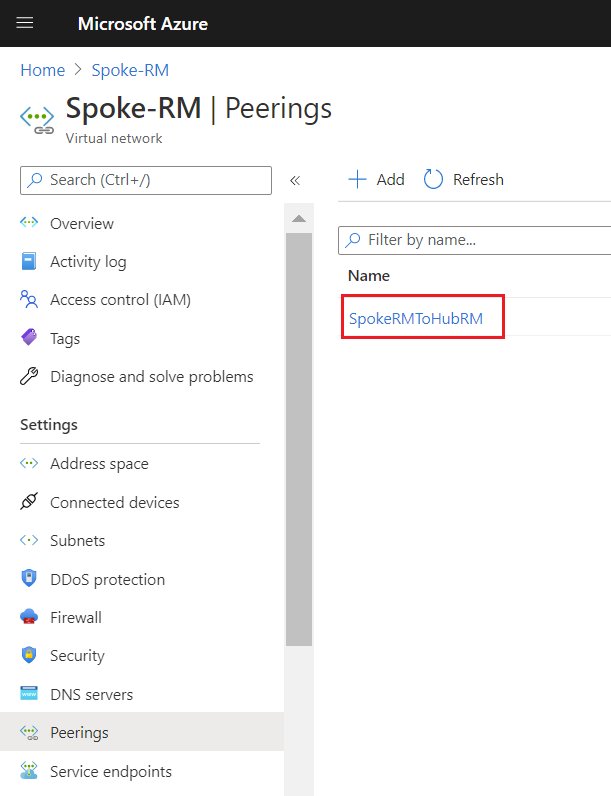 Microsoft Azure
Home > Spoke-RM
Spoke-RM | Peerings
Virtual network
Search (Ctrl+/)
«
Add
Refresh
Overview
Activity log
Access control (IAM)
Tags
Diagnose and solve problems
Settings
Address space
Connected devices
Subnets
DDoS protection
Firewall
Security
DNS servers
Peerings
Service endpoints
Filter by name...
Name
SpokeRMToHubRM